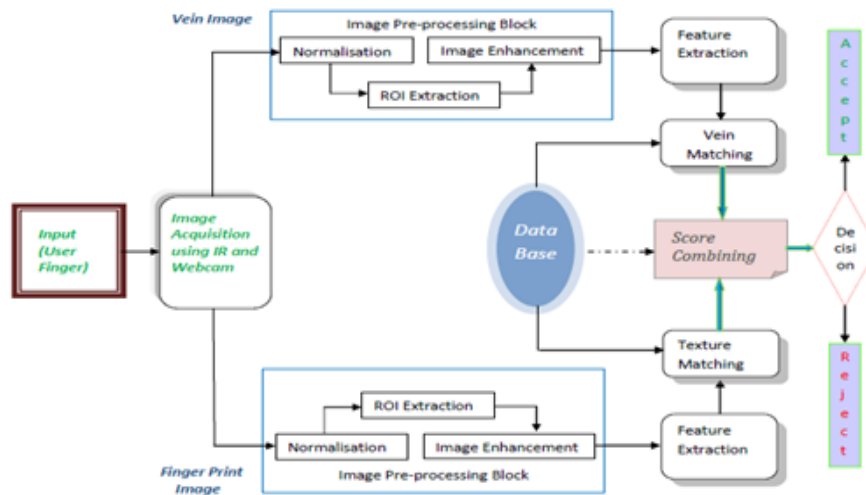 Vein Image
Image Pre-processing Block
Normalisation
Image Enhancement
ROI Extraction
Feature
Extraction
Vein
Matching
A
c
c
e
p
t
Input
(User
Finger)
Image
Acquisition
using IR and
Webcam
Data
Base
Score
Combining
De
cisi
on
Texture
Matching
R
e
j
e
c
t
ROI Extraction
Normalisation
Image Enhancement
Image Pre-processing Block
Feature
Extraction
Finger Print
Image